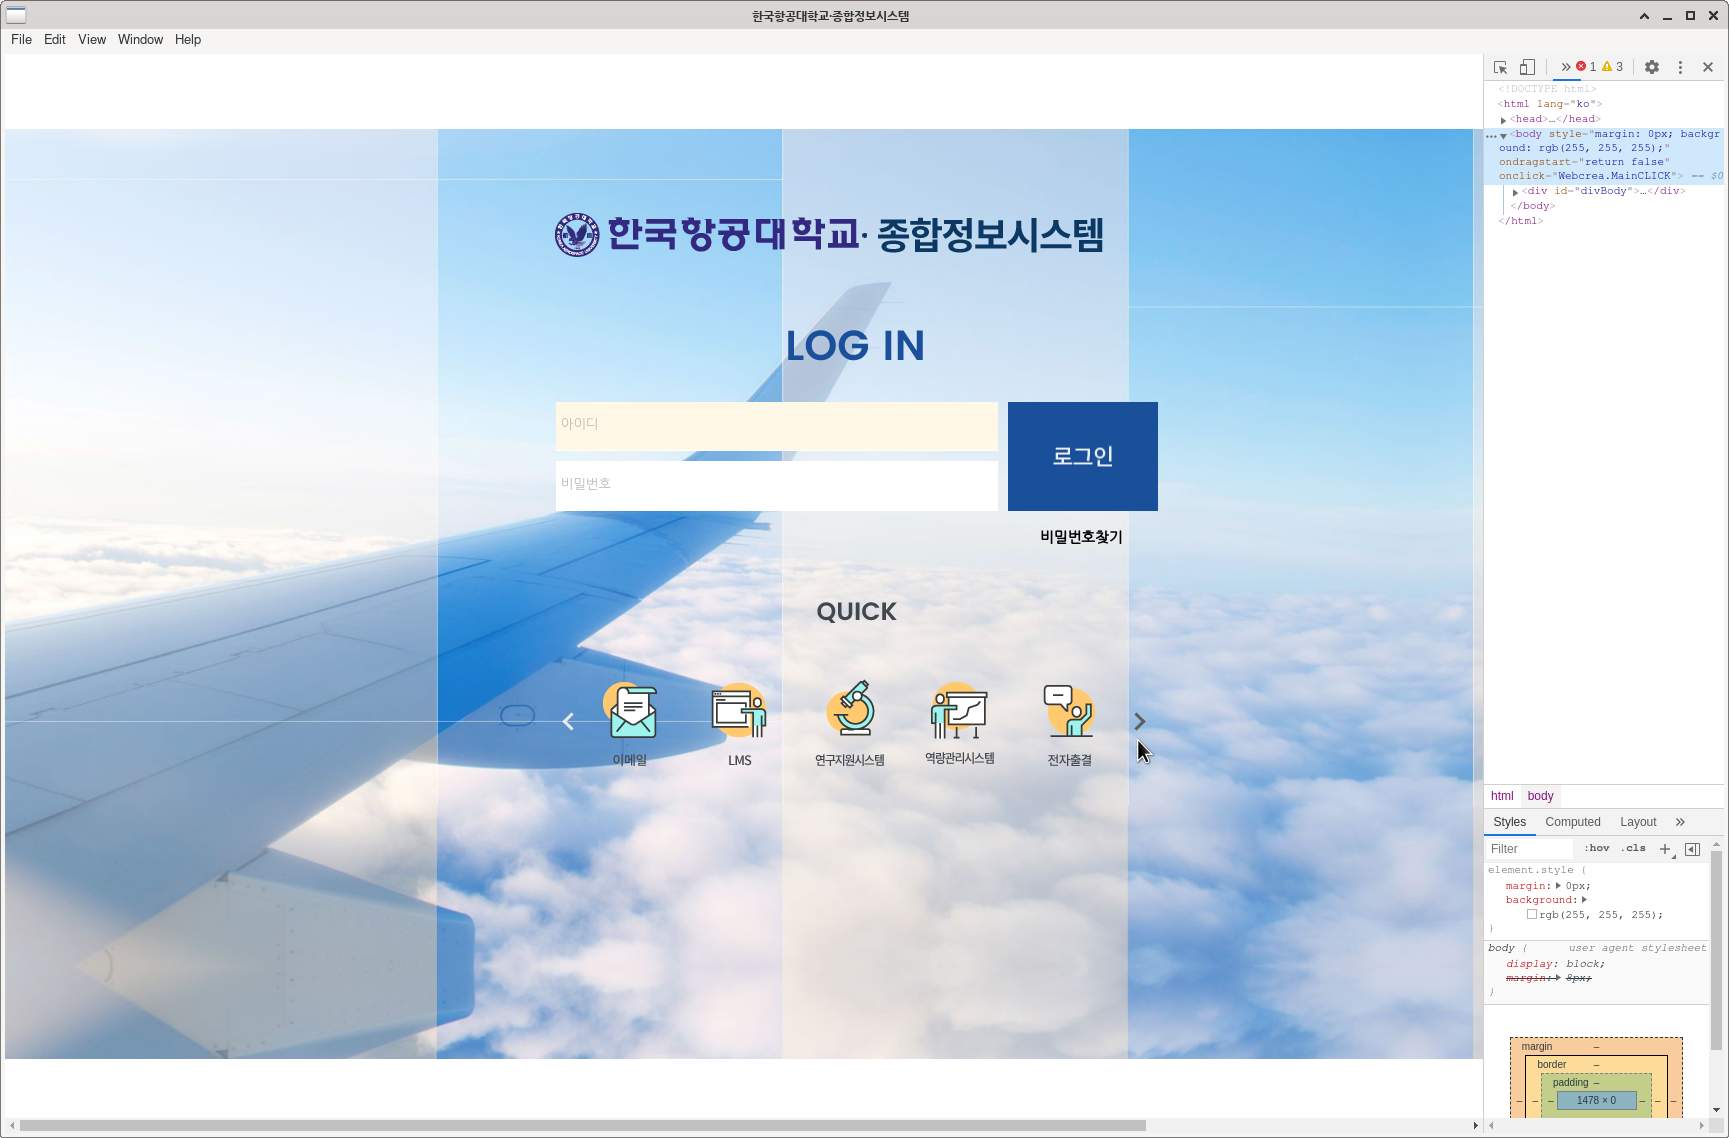 한국항공대학교·종합정보시스템
File Edit View Window Help
1 3
<!DOCTYPE html>
<html lang="ko">
<head>…</head>
<body style="margin: 0px; backgr
ound: rgb(255, 255, 255);"
ondragstart="return false"
onclick="Webcrea.MainCLICK"> == $0
<div id="divBody">…</div>
</body>
</html>
한국항공대학교· 종합정보시스템
LOG IN
아이디
비밀번호
로그인
비밀번호찾기
QUICK
이메일
LMS
연구지원시스템
역량관리시스템
전자출결
html body
Styles Computed Layout
Filter :hov .cls
element.style {
margin: 0px;
background:
rgb(255, 255, 255);
}
body { user agent stylesheet
display: block;
margin: 8px;
}
margin –
border –
padding –
– – – 1478 × 0 – – –